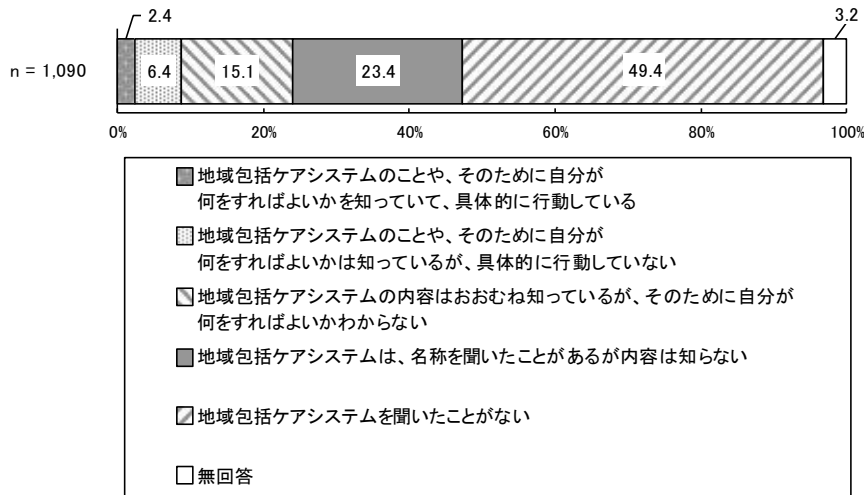 2.4
3.2
n = 1,090
6.4
15.1
23.4
49.4
0%
20%
40%
60%
80%
100%
地域包括ケアシステムのことや、そのために自分が
何をすればよいかを知っていて、具体的に行動している
地域包括ケアシステムのことや、そのために自分が
何をすればよいかは知っているが、具体的に行動していない
地域包括ケアシステムの内容はおおむね知っているが、そのために自分が
何をすればよいかわからない
地域包括ケアシステムは、名称を聞いたことがあるが内容は知らない
地域包括ケアシステムを聞いたことがない
無回答